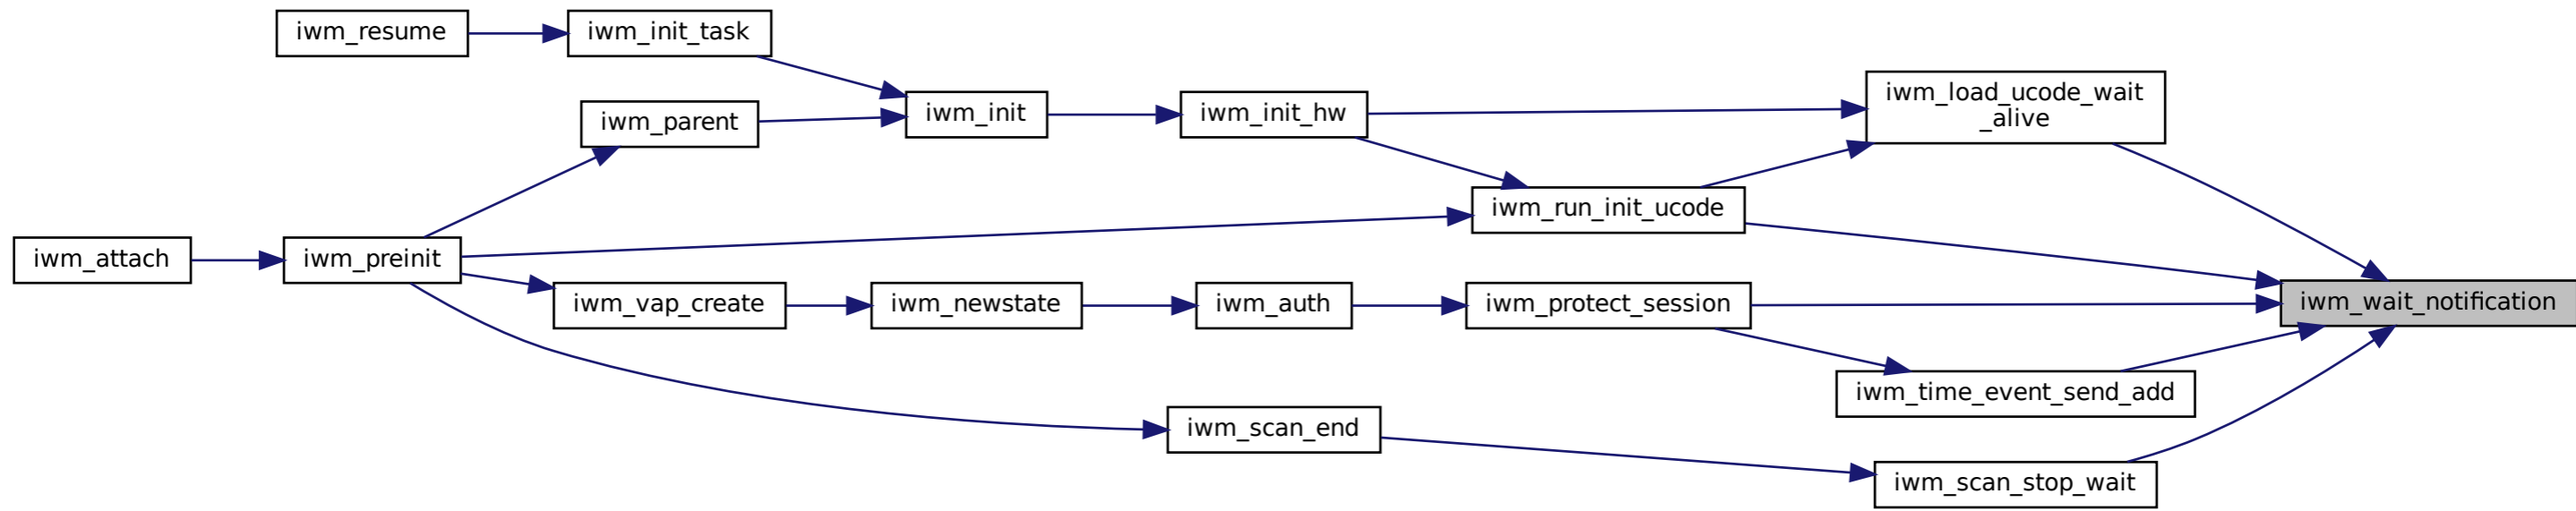 iwm_resume
iwm_init_task
iwm_parent
iwm_init
iwm_init_hw
iwm_load_ucode_wait
_alive
iwm_run_init_ucode
iwm_attach
iwm_preinit
iwm_vap_create
iwm_newstate
iwm_auth
iwm_protect_session
iwm_wait_notification
iwm_time_event_send_add
iwm_scan_end
iwm_scan_stop_wait